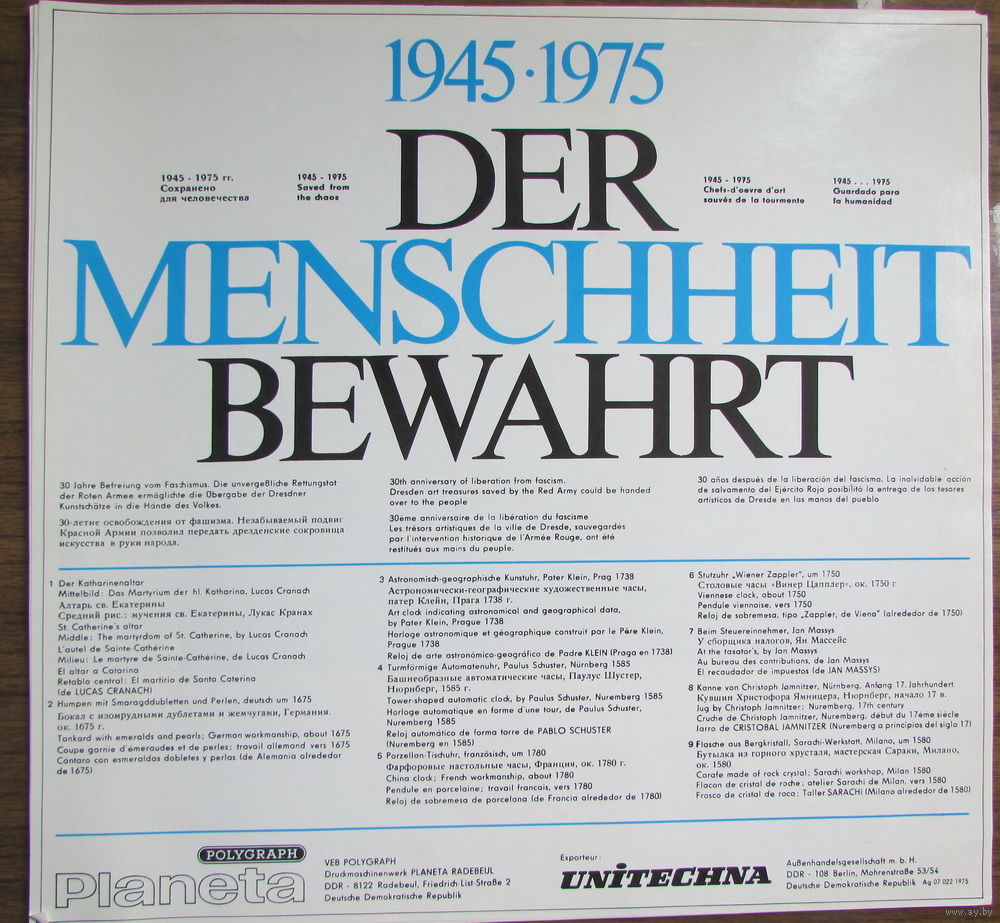 1945·1975
DER
1945 - 1975 гг.
Сохранено
для человечества
1945 - 1975
Saved from
the chaos
1945 - 1975
Chefs-d'oevre d'art
sauvés de la tourmente
1945 . . . 1975
Guardado para
la humanidad
MENSCHHEIT
BEWAHRT
30 Jahre Befreiung vom Faschismus. Die unvergeßliche Rettungstat
der Roten Armee ermöglichte die Übergabe der Dresdner
Kunstschätze in die Hände des Volkes.
30-летие освобождения от фашизма. Незабываемый подвиг
Красной Армии позволил передать дрезденские сокровища
искусства в руки народа.
30th anniversary of liberation from fascism.
Dresden art treasures saved by the Red Army could be handed
over to the people
30ème anniversaire de la libération du fascisme
Les trésors artistiques de la ville de Dresde, sauvegardés
par l'intervention historique de l'Armée Rouge, ont été
restitués aux mains du peuple.
30 años después de la liberación del fascismo. La inolvidable acción
de salvamento del Ejército Rojo posibilitó la entrega de los tesoros
artísticos de Dresde en las manos del pueblo
1 Der Katharinenaltar
Mittelbild: Das Martyrium der hl. Katharina, Lucas Cranach
Алтарь св. Екатерины
Средний рис.: мучения св. Екатерины, Лукас Кранах
St. Catherine's altar
Middle: The martyrdom of St. Catherine, by Lucas Cranach
L'autel de Sainte-Cathérine
Milieu: Le martyre de Sainte-Cathérine, de Lucas Cranach
El altar a Catarina
Retablo central: El martirio de Santa Caterina
(de LUCAS CRANACH)
2 Humpen mit Smaragddubletten und Perlen, deutsch um 1675
Бокал с изомрудными дублетами и жемчугами, Германия.
ок. 1675 г.
Tankard with emeralds and pearls; German workmanship, about 1675
Coupe garnie d'émeraudes et de perles; travail allemand vers 1675
Cántaro con esmeraldas dobletes y perlas (de Alemania alrededor
de 1675)
3 Astronomisch-geographische Kunstuhr, Pater Klein, Prag 1738
Астрономически-географические художественные часы,
патер Клейн, Прага 1738 г.
Art clock indicating astronomical and geographical data,
by Pater Klein, Prague 1738
Horloge astronomique et géographique construit par le Père Klein,
Prague 1738
Reloj de arte astronómico-geográfico de Padre KLEIN (Praga en 1738)
4 Turmförmige Automatenuhr, Paulus Schuster, Nürnberg 1585
Башнеобразные автоматические часы, Паулус Шустер,
Нюрнберг, 1585 г.
Tower-shaped automatic clock, by Paulus Schuster, Nuremberg 1585
Horloge automatique en forme d'une tour, de Paulus Schuster,
Nuremberg 1585
Reloj automático de forma torre de PABLO SCHUSTER
(Nuremberg en 1585)
5 Porzellan-Tischuhr, französisch, um 1780
Фарфоровые настольные часы, Франция, ок. 1780 г.
China clock; French workmanship, about 1780
Pendule en porcelaine; travail francais, vers 1780
Reloj de sobremesa de porcelana (de Francia alrededor de 1780)
6 Stutzuhr „Wiener Zappler", um 1750
Столовые часы «Винер Цапплер», ок. 1750 г
Viennese clock, about 1750
Pendule viennoise, vers 1750
Reloj de sobremesa, tipo „Zappler, de Viena" (alrededor de 1750)
7 Beim Steuereinnehmer, Jan Massys
У сборщика налогов, Ян Массейс
At the taxator's, by Jan Massys
Au bureau des contributions, de Jan Massys
El recaudador de impuestos (de JAN MASSYS)
8 Kanne von Christoph Jamnitzer, Nürnberg, Anfang 17. Jahrhundert
Кувшин Христофора Ямницера, Нюрнберг, начало 17 в.
Jug by Christoph Jamnitzer; Nuremberg, 17th century
Cruche de Christoph Jamnitzer, Nuremberg, début du 17ème siècle
Jarro de CRISTOBAL JAMNITZER (Nuremberg a principios del siglo 17)
9 Flasche aus Bergkristall, Sarachi-Werkstatt, Milano, um 1580
Бутылка из горного хрусталя, мастерская Сараки, Милано,
ок. 1580
Carafe made of rock crystal; Sarachi workshop, Milan 1580
Flacon de cristal de roche; atelier Sarachi de Milan, vers 1580
Frasco de cristal de roca; Taller SARACHI (Milano alrededor de 1580)
POLYGRAPH
Planeta
VEB POLYGRAPH
Druckmaschinenwerk PLANETA RADEBEUL
DDR - 8122 Radebeul, Friedrich-List-Straße 2
Deutsche Demokratische Republik
Exporteur:
UNITECHNA
Außenhandelsgesellschaft m. b. H.
DDR - 108 Berlin, Mohrenstraße 53/54
Deutsche Demokratische Republik Ag 07 022 1975
www.ay.by